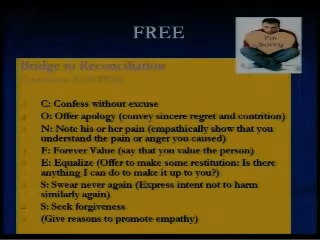 FREE
I'm
Sorry
Bridge to Reconciliation
C: Confess without excuse
O: Offer apology (convey sincere regret and contrition)
N: Note his or her pain (empathically show that you
understand the pain or anger you caused)
F: Forever Value (say that you value the person)
E: Equalize (Offer to make some restitution: Is there
anything I can do to make it up to you?)
S: Swear never again (Express intent not to harm
similarly again)
S: Seek forgiveness
(Give reasons to promote empathy)